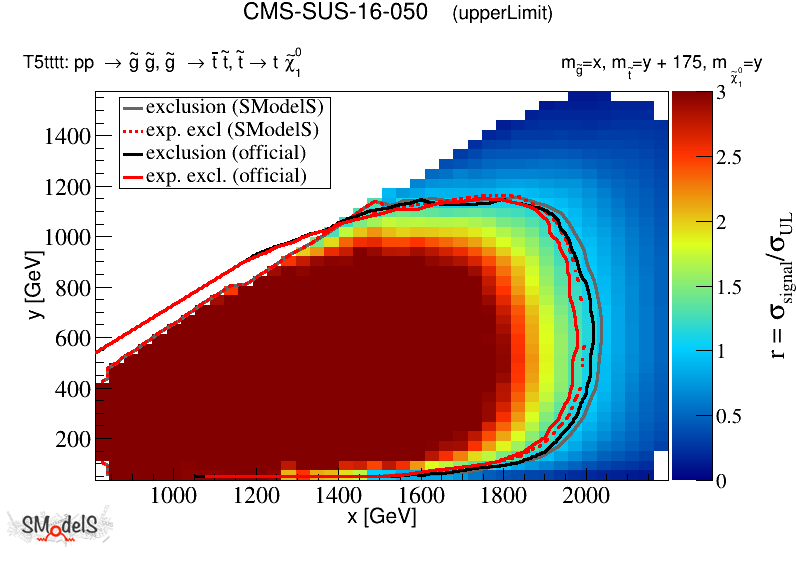 CMS-SUS-16-050 (upperLimit)
T5tttt: pp → g̃ g̃, g̃ → t̄ t̃, t̃ → t χ̃⁰₁ m_g̃=x, m_t̃=y + 175, m_χ̃⁰₁=y
exclusion (SModelS)
exp. excl (SModelS)
exclusion (official)
exp. excl. (official)
1400
1200
1000
800
600
400
200
y [GeV]
1000 1200 1400 1600 1800 2000
x [GeV]
3
2.5
2
1.5
1
0.5
0
r = σ_signal/σ_UL
SModelS